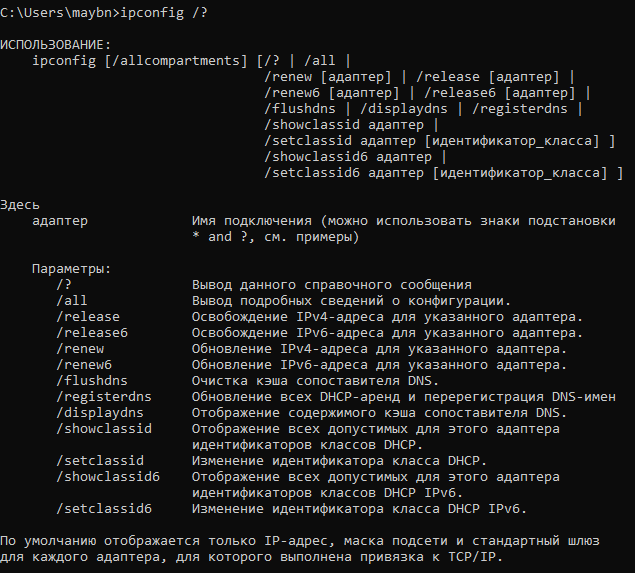 C:\Users\maybn>ipconfig /?
ИСПОЛЬЗОВАНИЕ:
ipconfig [/allcompartments] [/? | /all |
/renew [адаптер] | /release [адаптер] |
/renew6 [адаптер] | /release6 [адаптер] |
/flushdns | /displaydns | /registerdns |
/showclassid адаптер |
/setclassid адаптер [идентификатор_класса] ]
/showclassid6 адаптер |
/setclassid6 адаптер [идентификатор_класса] ]
Здесь
адаптер Имя подключения (можно использовать знаки подстановки
* and ?, см. примеры)
Параметры:
/? Вывод данного справочного сообщения
/all Вывод подробных сведений о конфигурации.
/release Освобождение IPv4-адреса для указанного адаптера.
/release6 Освобождение IPv6-адреса для указанного адаптера.
/renew Обновление IPv4-адреса для указанного адаптера.
/renew6 Обновление IPv6-адреса для указанного адаптера.
/flushdns Очистка кэша сопоставителя DNS.
/registerdns Обновление всех DHCP-аренд и перерегистрация DNS-имен
/displaydns Отображение содержимого кэша сопоставителя DNS.
/showclassid Отображение всех допустимых для этого адаптера
идентификаторов классов DHCP.
/setclassid Изменение идентификатора класса DHCP.
/showclassid6 Отображение всех допустимых для этого адаптера
идентификаторов классов DHCP IPv6.
/setclassid6 Изменение идентификатора класса DHCP IPv6.
По умолчанию отображается только IP-адрес, маска подсети и стандартный шлюз
для каждого адаптера, для которого выполнена привязка к TCP/IP.